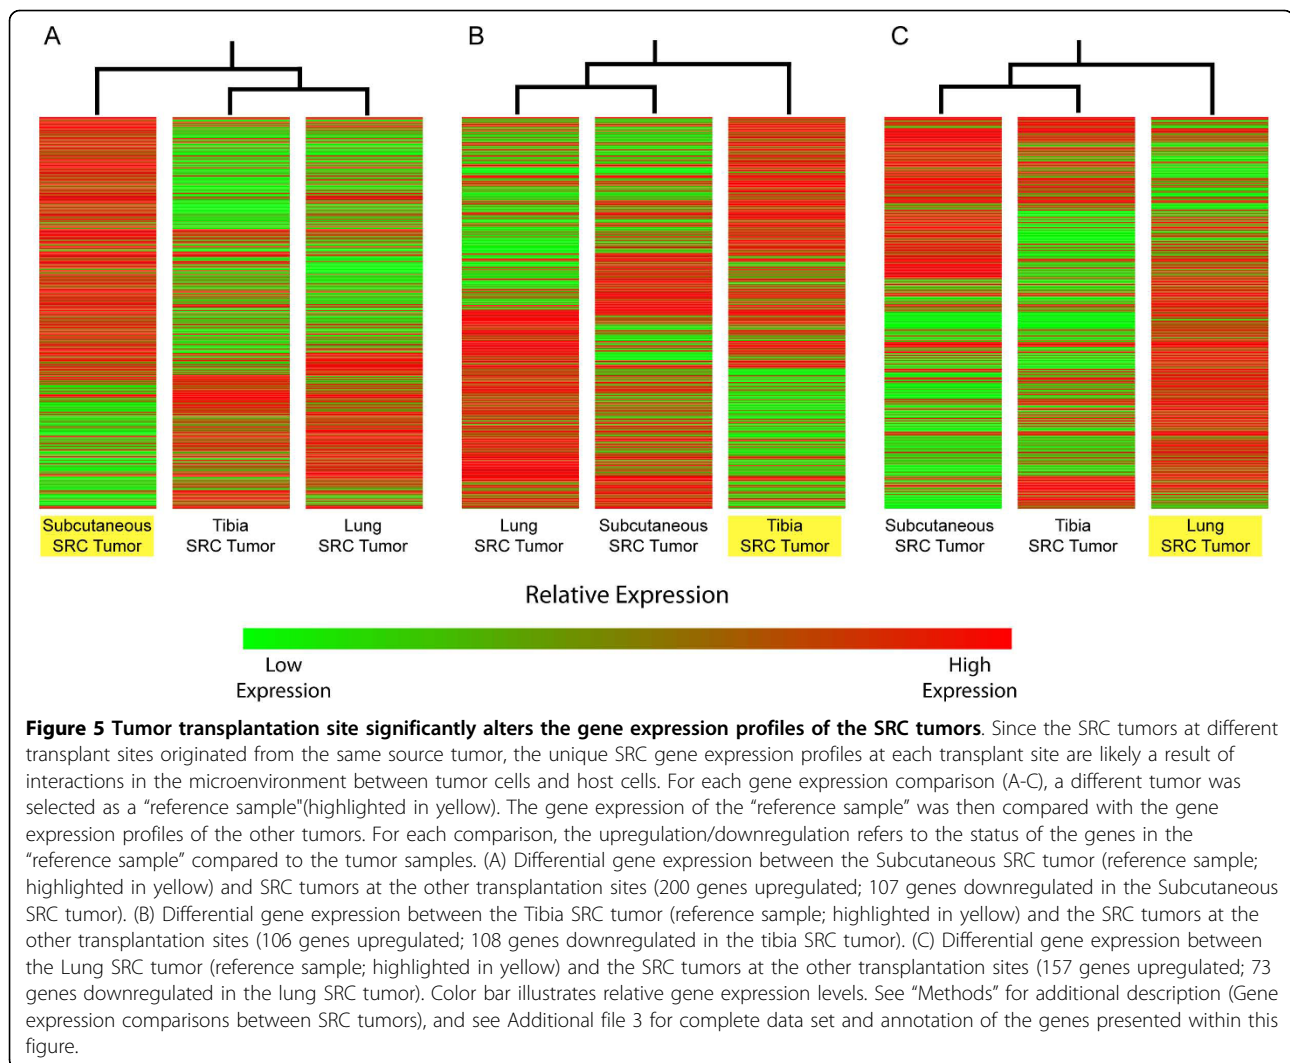 A
B
C
Subcutaneous
SRC Tumor
Tibia
SRC Tumor
Lung
SRC Tumor
Lung
SRC Tumor
Subcutaneous
SRC Tumor
Tibia
SRC Tumor
Subcutaneous
SRC Tumor
Tibia
SRC Tumor
Lung
SRC Tumor
Relative Expression
Low
Expression
High
Expression
Figure 5 Tumor transplantation site significantly alters the gene expression profiles of the SRC tumors. Since the SRC tumors at different
transplant sites originated from the same source tumor, the unique SRC gene expression profiles at each transplant site are likely a result of
interactions in the microenvironment between tumor cells and host cells. For each gene expression comparison (A-C), a different tumor was
selected as a “reference sample"(highlighted in yellow). The gene expression of the “reference sample” was then compared with the gene
expression profiles of the other tumors. For each comparison, the upregulation/downregulation refers to the status of the genes in the
“reference sample” compared to the tumor samples. (A) Differential gene expression between the Subcutaneous SRC tumor (reference sample;
highlighted in yellow) and SRC tumors at the other transplantation sites (200 genes upregulated; 107 genes downregulated in the Subcutaneous
SRC tumor). (B) Differential gene expression between the Tibia SRC tumor (reference sample; highlighted in yellow) and the SRC tumors at the
other transplantation sites (106 genes upregulated; 108 genes downregulated in the tibia SRC tumor). (C) Differential gene expression between
the Lung SRC tumor (reference sample; highlighted in yellow) and the SRC tumors at the other transplantation sites (157 genes upregulated; 73
genes downregulated in the lung SRC tumor). Color bar illustrates relative gene expression levels. See “Methods” for additional description (Gene
expression comparisons between SRC tumors), and see Additional file 3 for complete data set and annotation of the genes presented within this
figure.